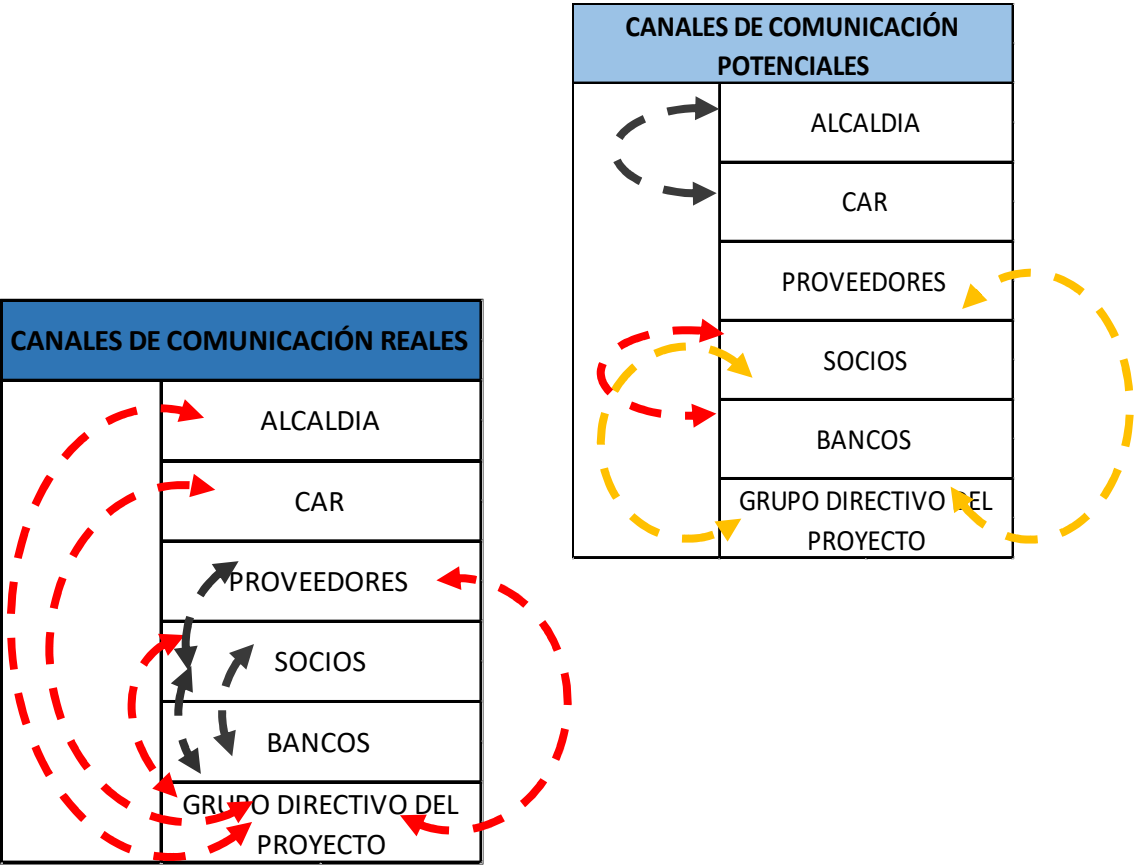 CANALES DE COMUNICACIÓN
POTENCIALES
ALCALDIA
CAR
PROVEEDORES
SOCIOS
BANCOS
GRUPO DIRECTIVO DEL
PROYECTO
CANALES DE COMUNICACIÓN REALES
ALCALDIA
CAR
PROVEEDORES
SOCIOS
BANCOS
GRUPO DIRECTIVO DEL
PROYECTO